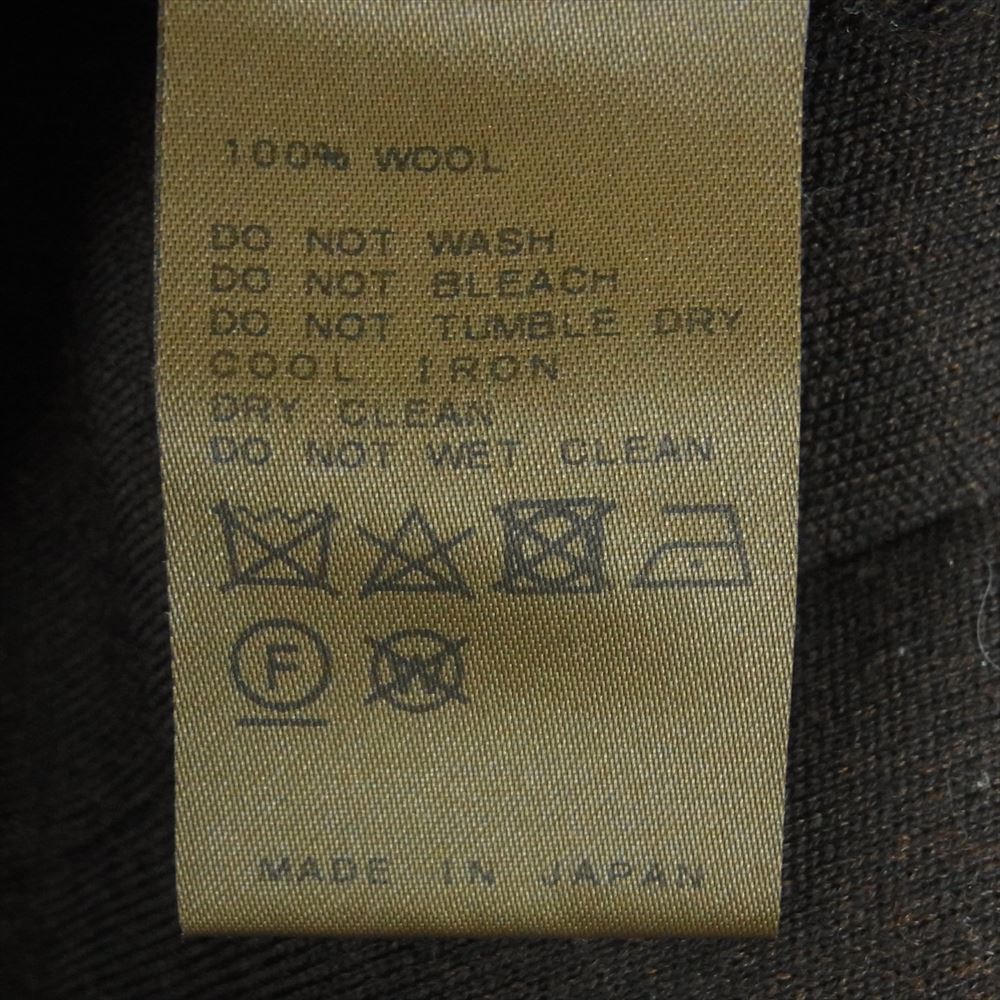 100% WOOL
DO NOT WASH
DO NOT BLEACH
DO NOT TUMBLE DRY
COOL IRON
DRY CLEAN
DO NOT WET CLEAN
F W
MADE IN JAPAN